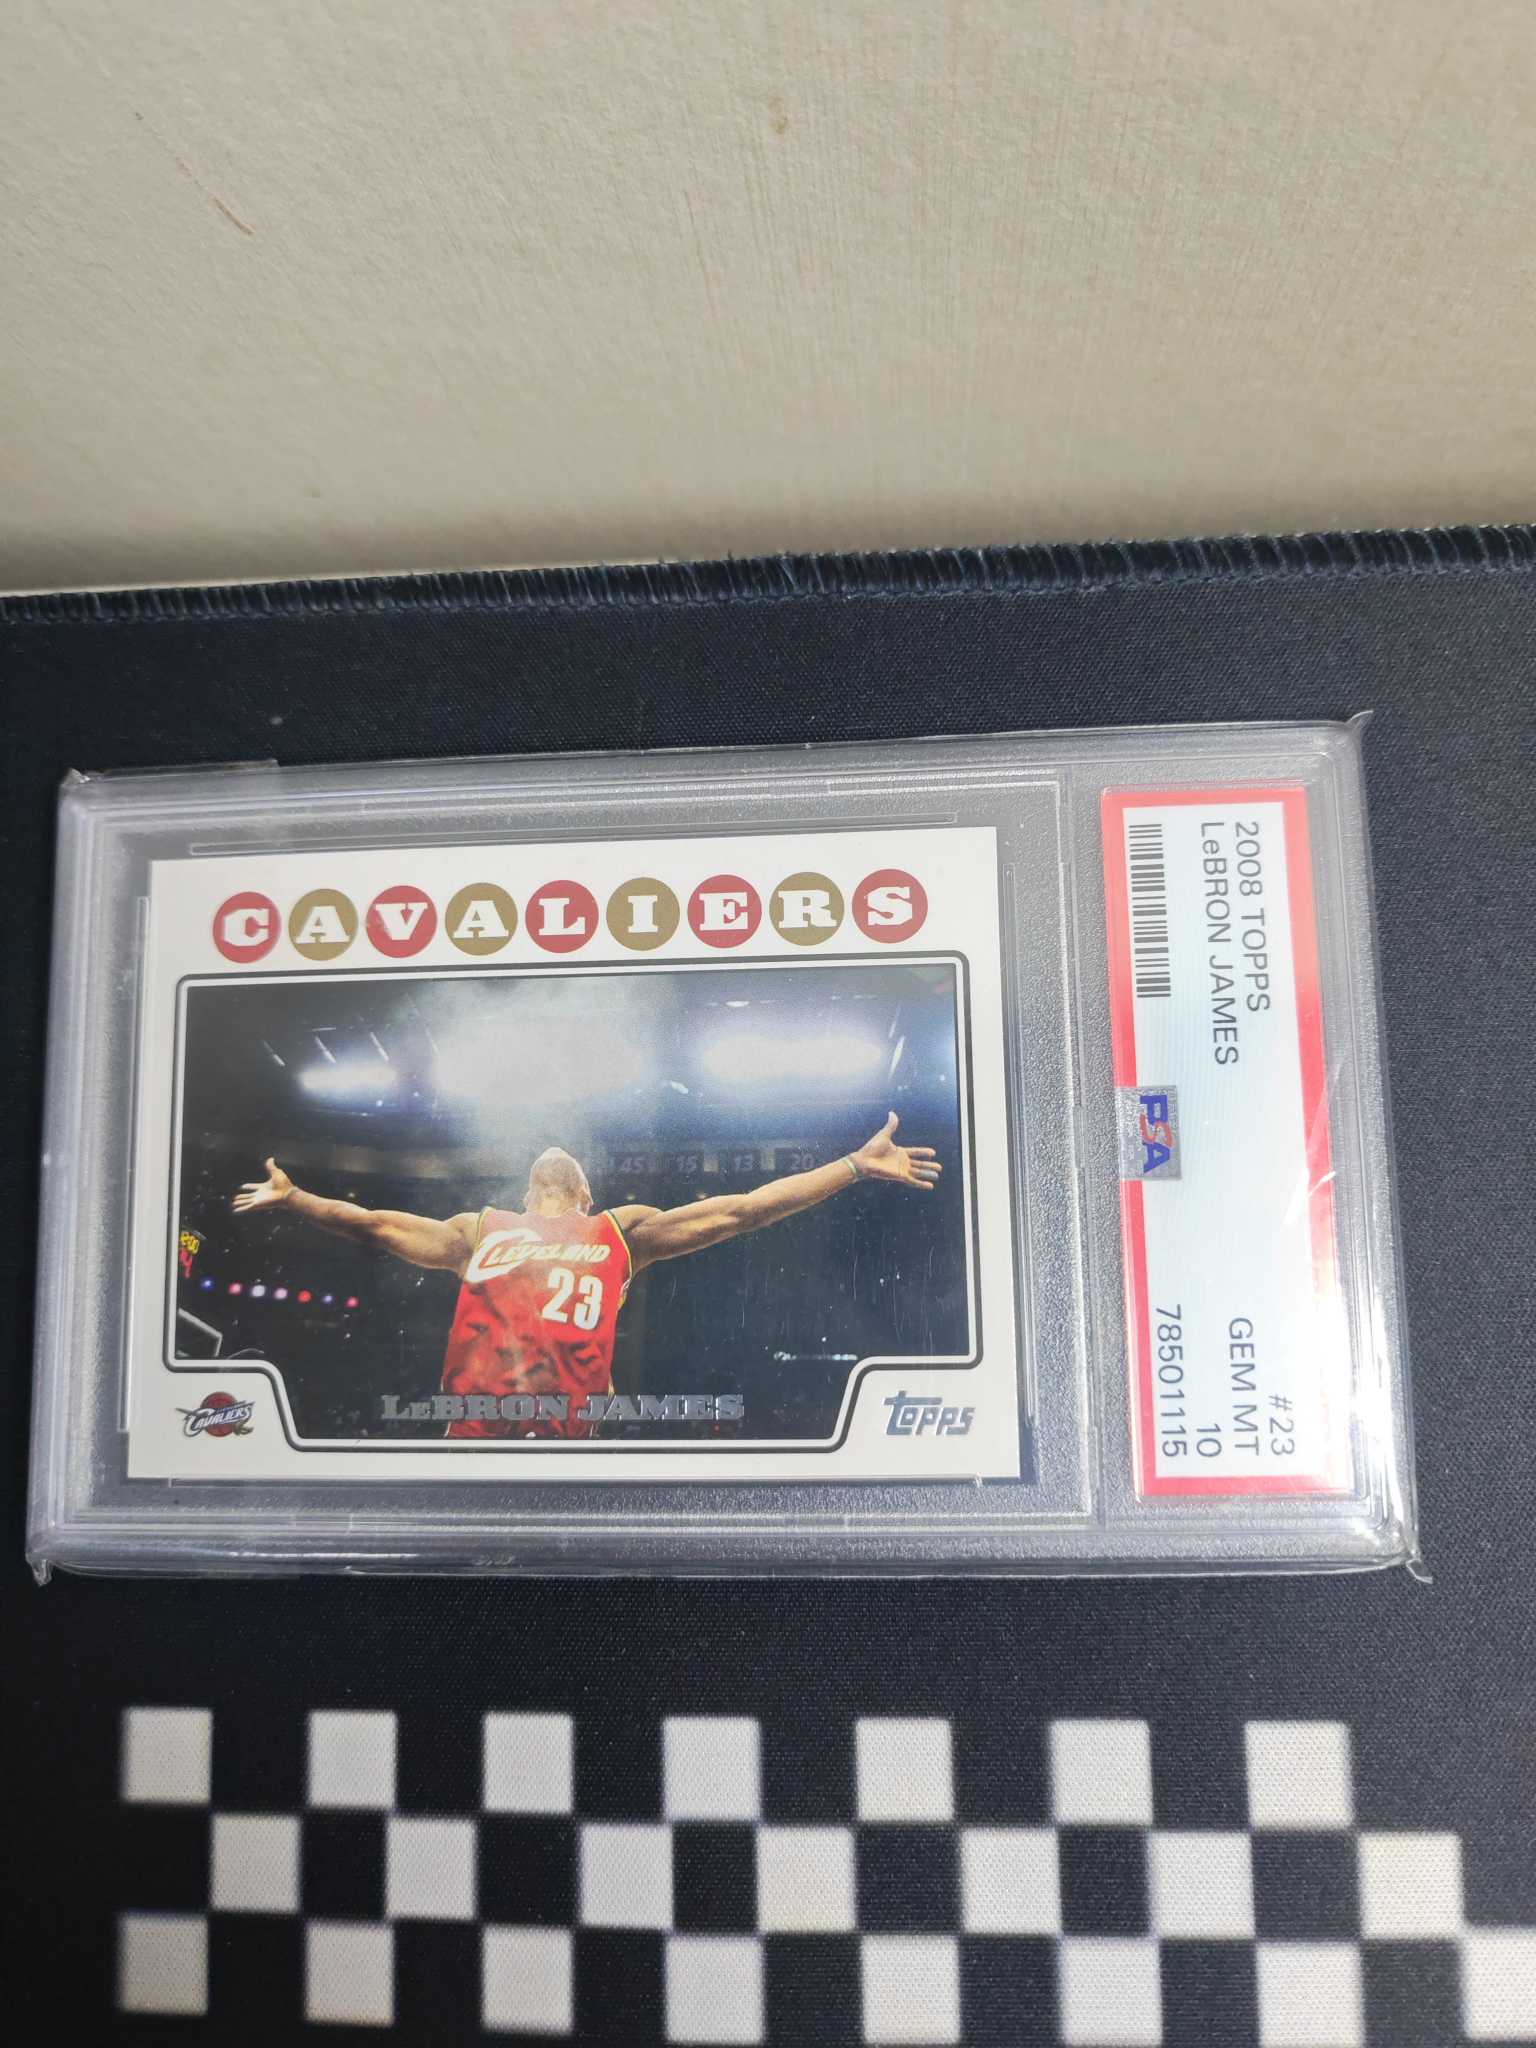 CAVALIERS
45 15 13 20
CLEVELAND
23
CAVALIERS
LeBRON JAMES
topps
2008 TOPPS
LeBRON JAMES
#23
GEM MT
10
PSA
78501115